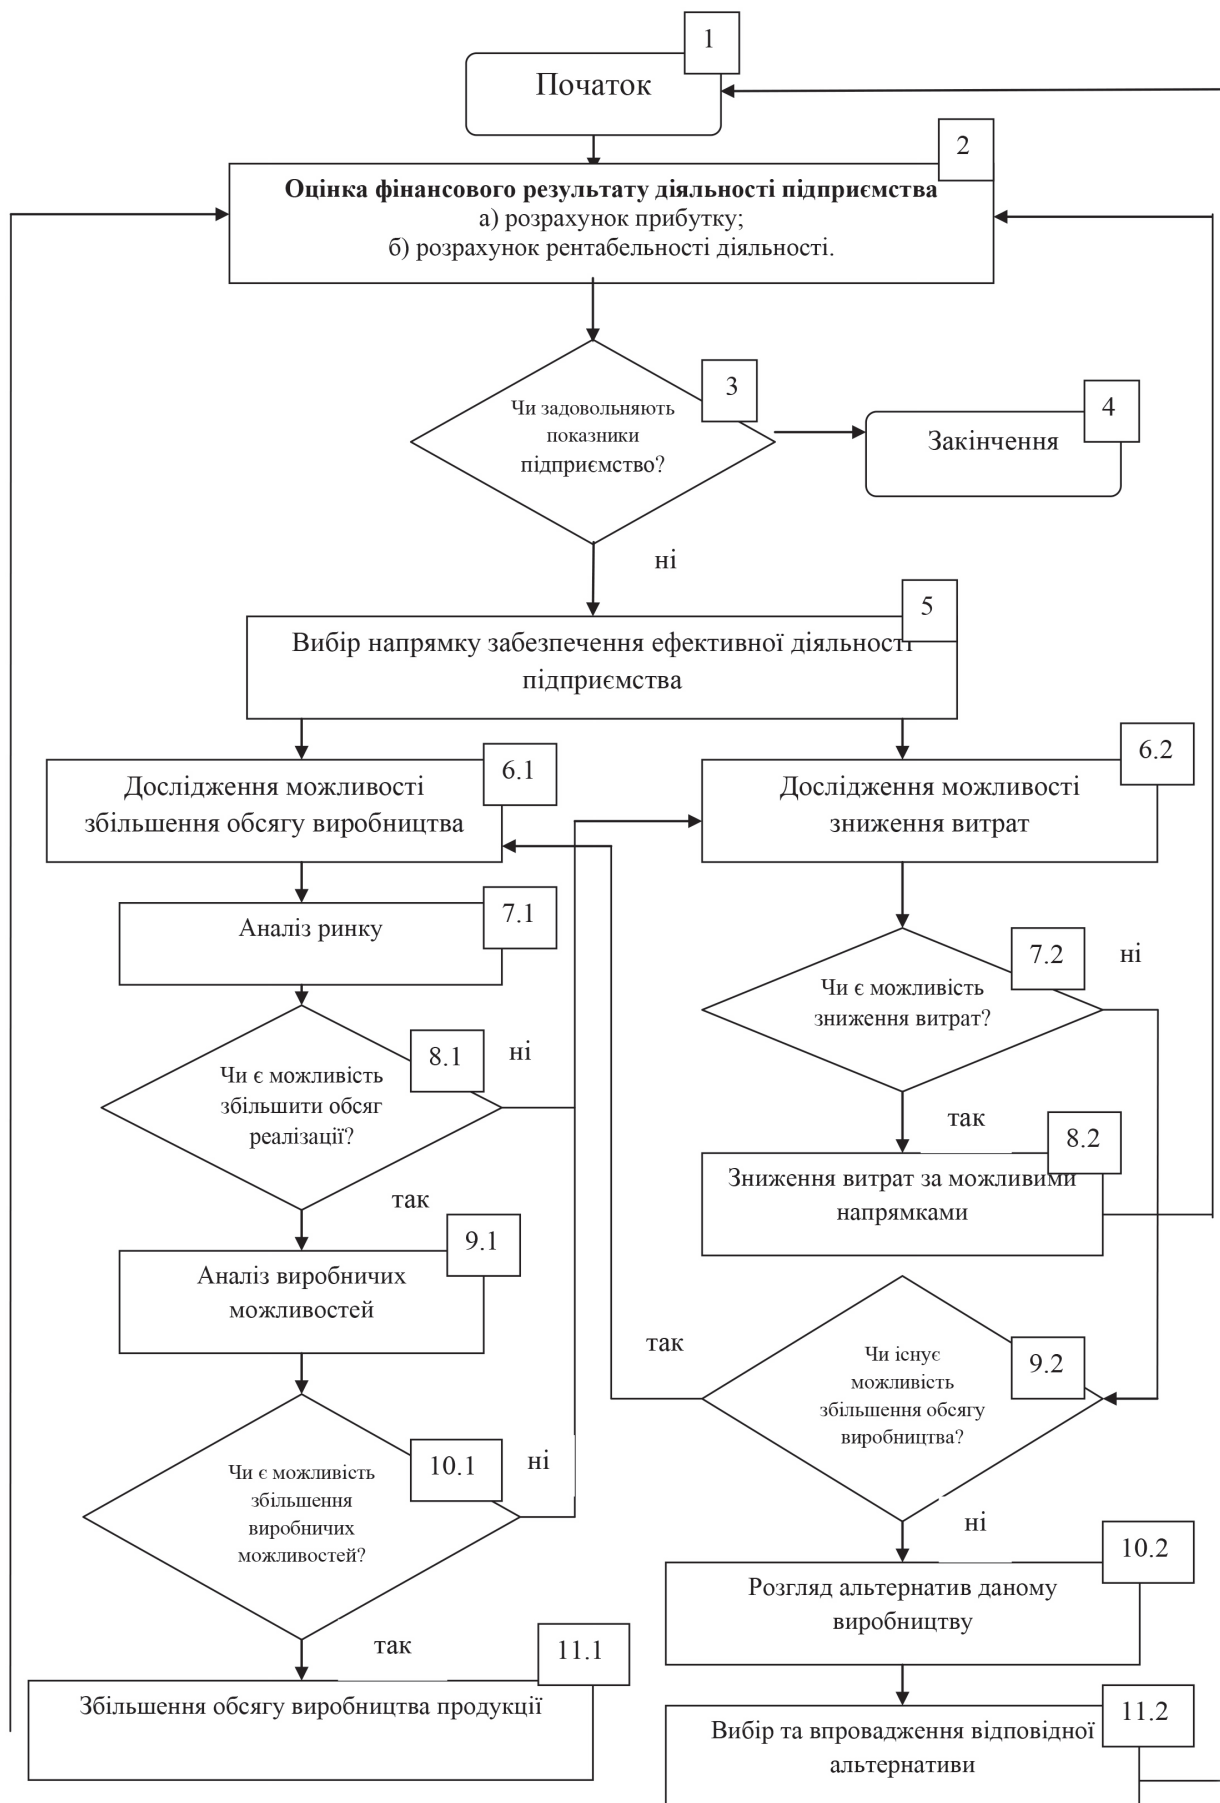 1
Початок
2
Оцінка фінансового результату діяльності підприємства
а) розрахунок прибутку;
б) розрахунок рентабельності діяльності.
3
Чи задовольняють
показники
підприємство?
4
Закінчення
ні
5
Вибір напрямку забезпечення ефективної діяльності
підприємства
6.1
Дослідження можливості
збільшення обсягу виробництва
6.2
Дослідження можливості
зниження витрат
7.1
Аналіз ринку
7.2
ні
Чи є можливість
зниження витрат?
8.1
ні
Чи є можливість
збільшити обсяг
реалізації?
так
8.2
Зниження витрат за можливими
напрямками
так
9.1
Аналіз виробничих
можливостей
так
9.2
Чи існує
можливість
збільшення обсягу
виробництва?
10.1
ні
Чи є можливість
збільшення
виробничих
можливостей?
ні
10.2
Розгляд альтернатив даному
виробництву
так
11.1
Збільшення обсягу виробництва продукції
11.2
Вибір та впровадження відповідної
альтернативи